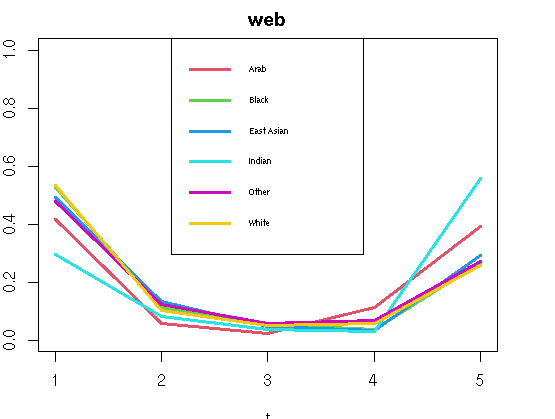 web
1.0
0.8
0.6
0.4
0.2
0.0
Arab
Black
East Asian
Indian
Other
White
1 2 3 4 5
t